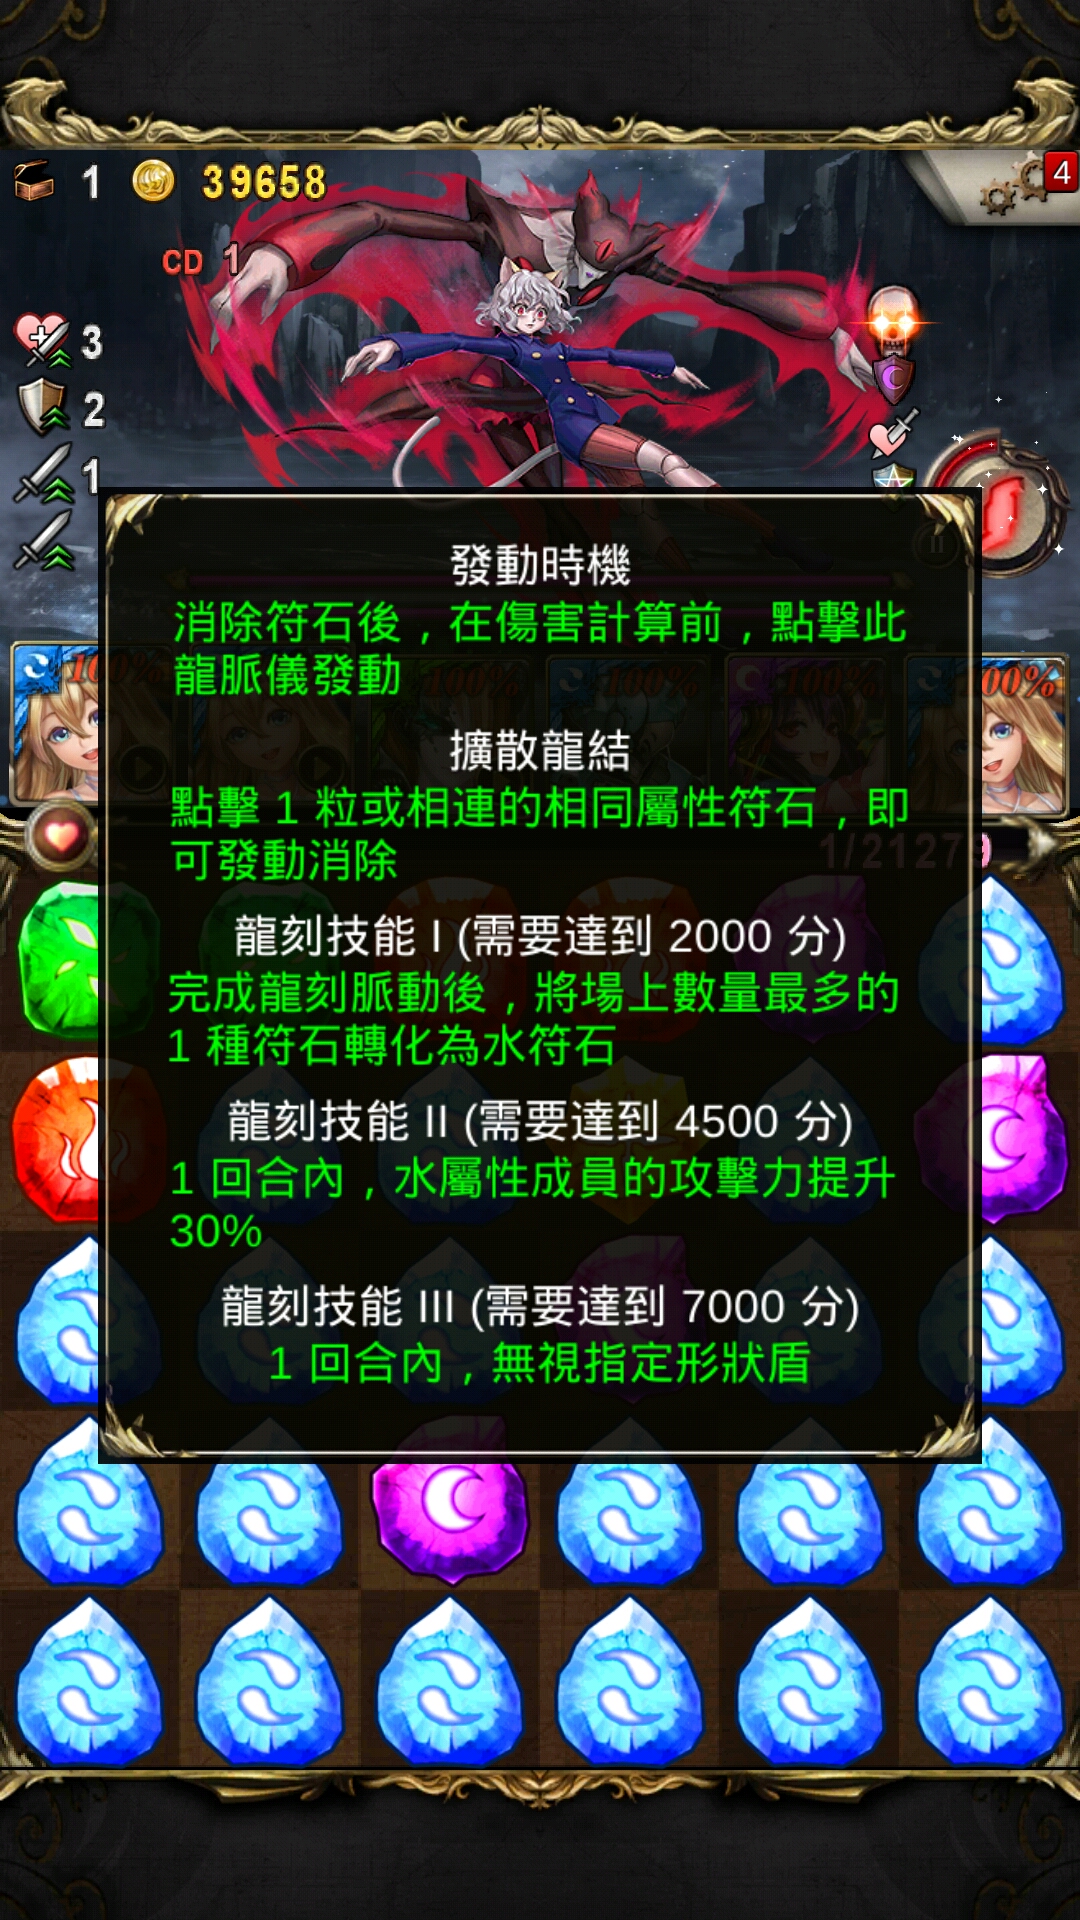 1
39658
4
CD 1
3
2
1
發動時機
消除符石後，在傷害計算前，點擊此
龍脈儀發動
100%
100%
100%
100%
00%
擴散龍結
點擊 1 粒或相連的相同屬性符石，即
可發動消除
1/212779
龍刻技能 I (需要達到 2000 分)
完成龍刻脈動後，將場上數量最多的
1 種符石轉化為水符石
龍刻技能 II (需要達到 4500 分)
1 回合內，水屬性成員的攻擊力提升
30%
龍刻技能 III (需要達到 7000 分)
1 回合內，無視指定形狀盾